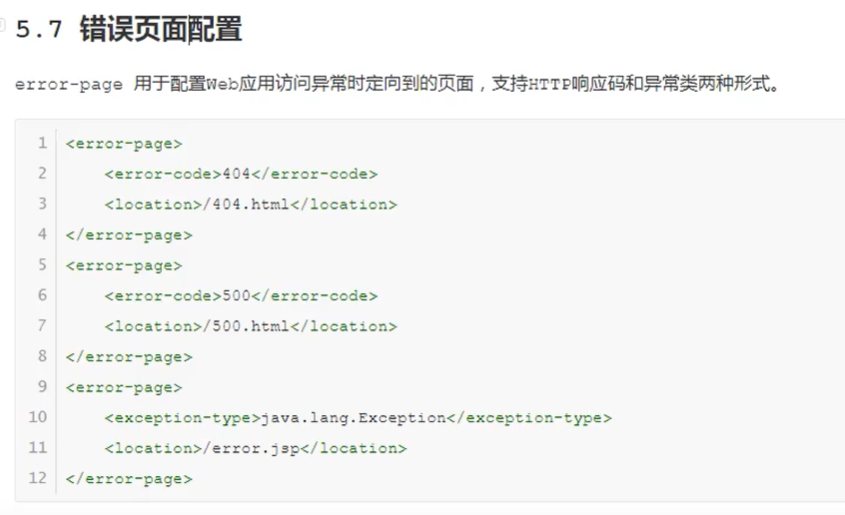 5.7 错误页面配置
error-page 用于配置Web应用访问异常时定向到的页面，支持HTTP响应码和异常类两种形式。
1 <error-page>
2     <error-code>404</error-code>
3     <location>/404.html</location>
4 </error-page>
5 <error-page>
6     <error-code>500</error-code>
7     <location>/500.html</location>
8 </error-page>
9 <error-page>
10     <exception-type>java.lang.Exception</exception-type>
11     <location>/error.jsp</location>
12 </error-page>